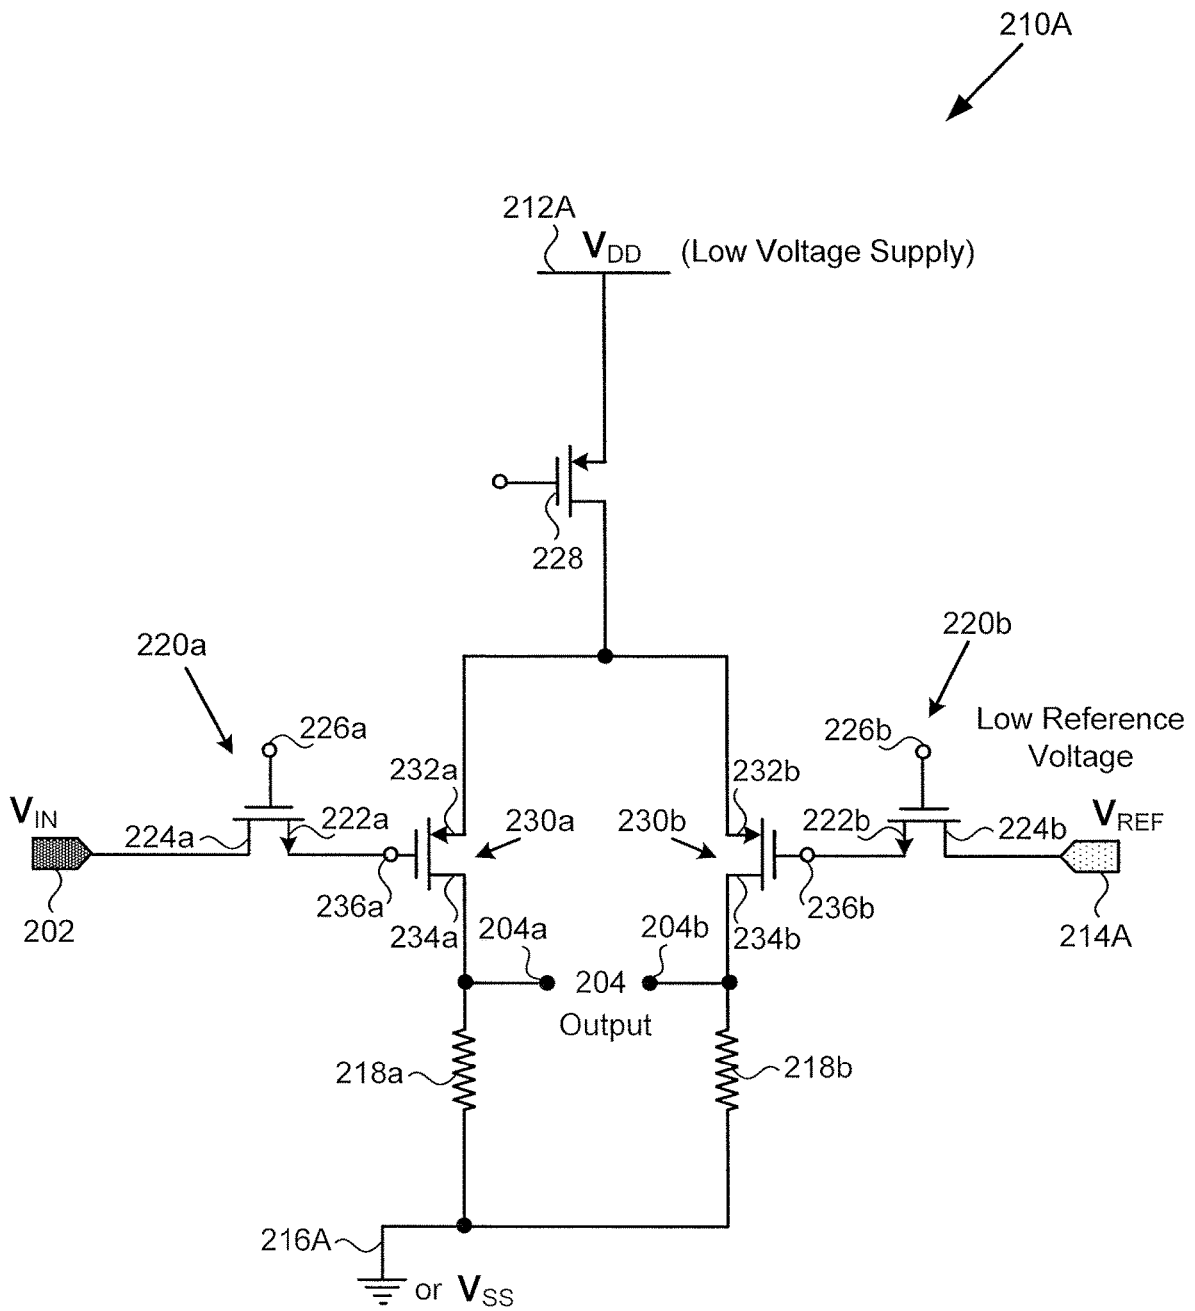 210A
212A
VDD (Low Voltage Supply)
228
220a
220b
226a
226b
Low Reference
Voltage
232a
232b
VIN
224a
222a
230a
230b
222b
224b
VREF
202
236a
236b
214A
234a
204a
204b
234b
204
Output
218a
218b
216A
or VSS